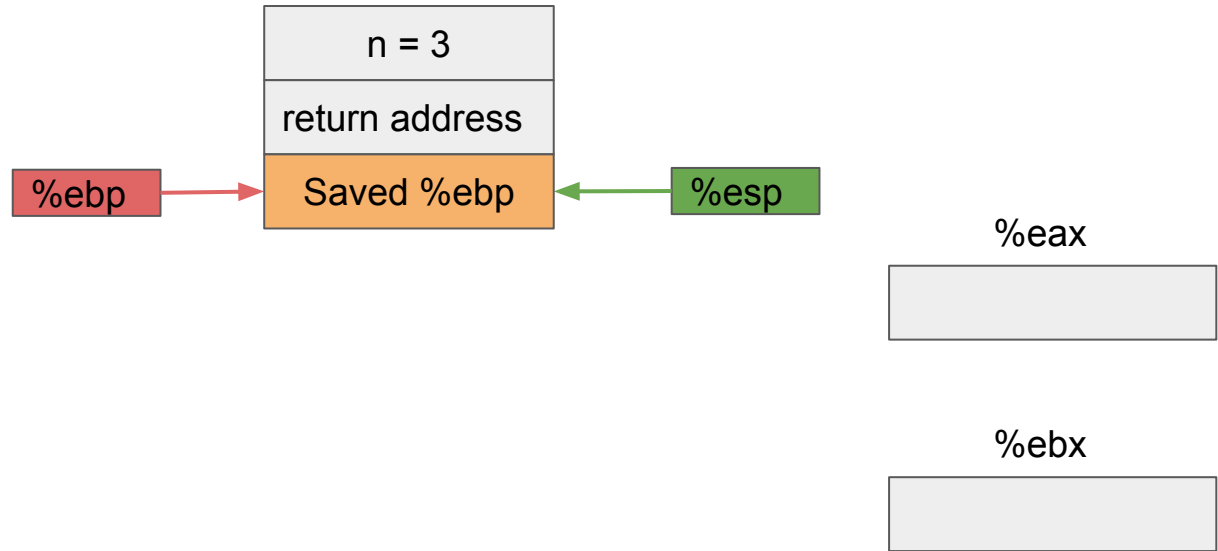 n = 3
return address
%ebp
Saved %ebp
%esp
%eax
%ebx